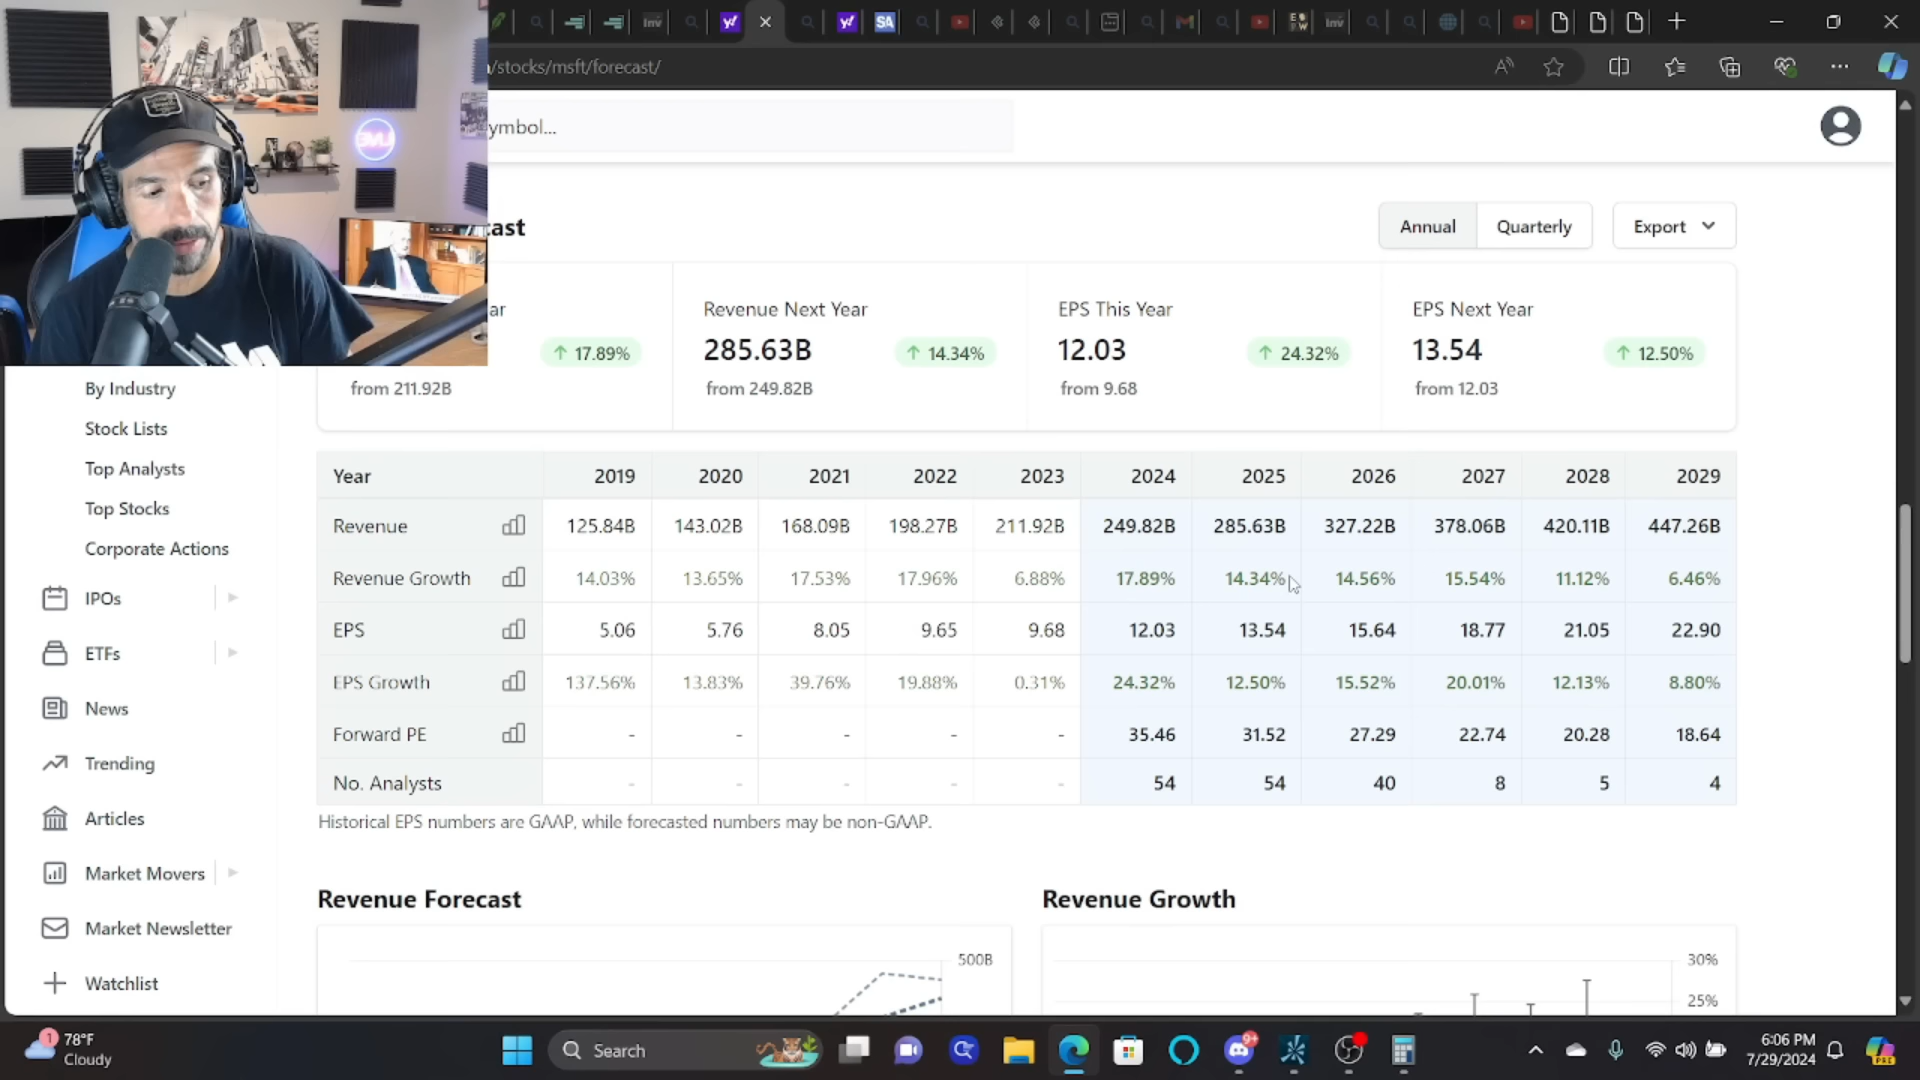 /stocks/msft/forecast/
ymbol...
cast
Annual
Quarterly
Export
ar
17.89%
from 211.92B
Revenue Next Year
285.63B
14.34%
from 249.82B
EPS This Year
12.03
24.32%
from 9.68
EPS Next Year
13.54
12.50%
from 12.03
By Industry
Stock Lists
Top Analysts
Top Stocks
Corporate Actions
IPOs
ETFs
News
Trending
Articles
Market Movers
Market Newsletter
Watchlist
Year 2019 2020 2021 2022 2023 2024 2025 2026 2027 2028 2029
Revenue 125.84B 143.02B 168.09B 198.27B 211.92B 249.82B 285.63B 327.22B 378.06B 420.11B 447.26B
Revenue Growth 14.03% 13.65% 17.53% 17.96% 6.88% 17.89% 14.34% 14.56% 15.54% 11.12% 6.46%
EPS 5.06 5.76 8.05 9.65 9.68 12.03 13.54 15.64 18.77 21.05 22.90
EPS Growth 137.56% 13.83% 39.76% 19.88% 0.31% 24.32% 12.50% 15.52% 20.01% 12.13% 8.80%
Forward PE - - - - - 35.46 31.52 27.29 22.74 20.28 18.64
No. Analysts - - - - - 54 54 40 8 5 4
Historical EPS numbers are GAAP, while forecasted numbers may be non-GAAP.
Revenue Forecast
500B
Revenue Growth
30%
25%
1
78°F
Cloudy
Search
9+
6:06 PM
7/29/2024